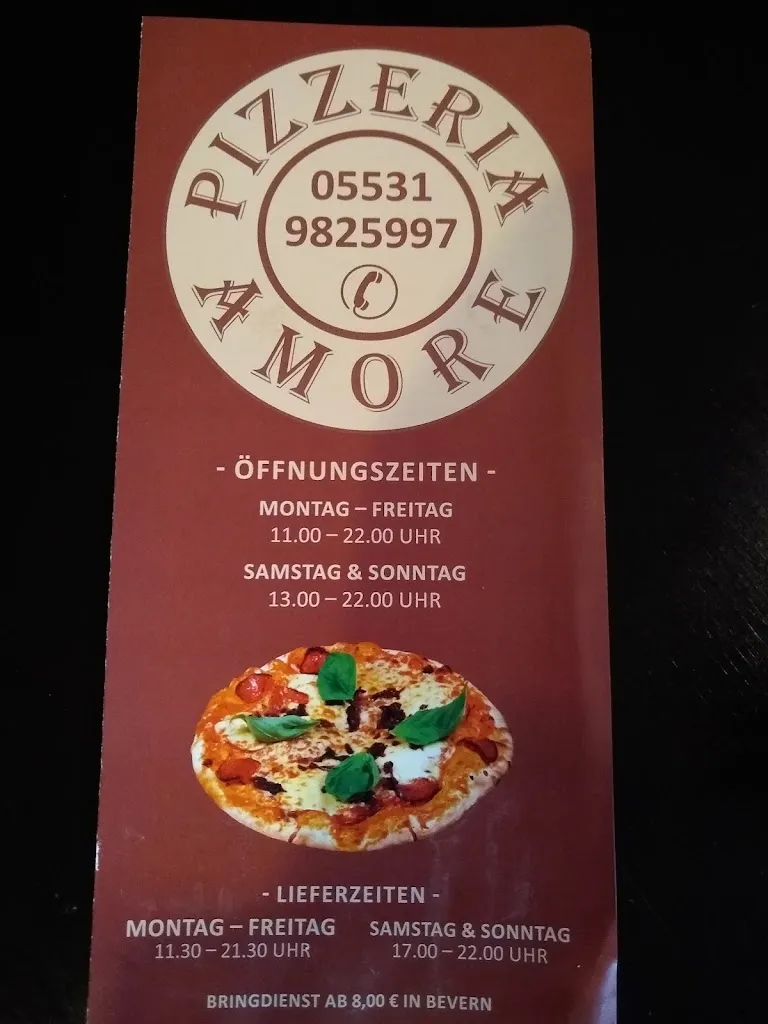 PIZZERIA
05531
9825997
AMORE
- ÖFFNUNGSZEITEN -
MONTAG – FREITAG
11.00 – 22.00 UHR
SAMSTAG & SONNTAG
13.00 – 22.00 UHR
- LIEFERZEITEN -
MONTAG – FREITAG
11.30 – 21.30 UHR
SAMSTAG & SONNTAG
17.00 – 22.00 UHR
BRINGDIENST AB 8,00 € IN BEVERN